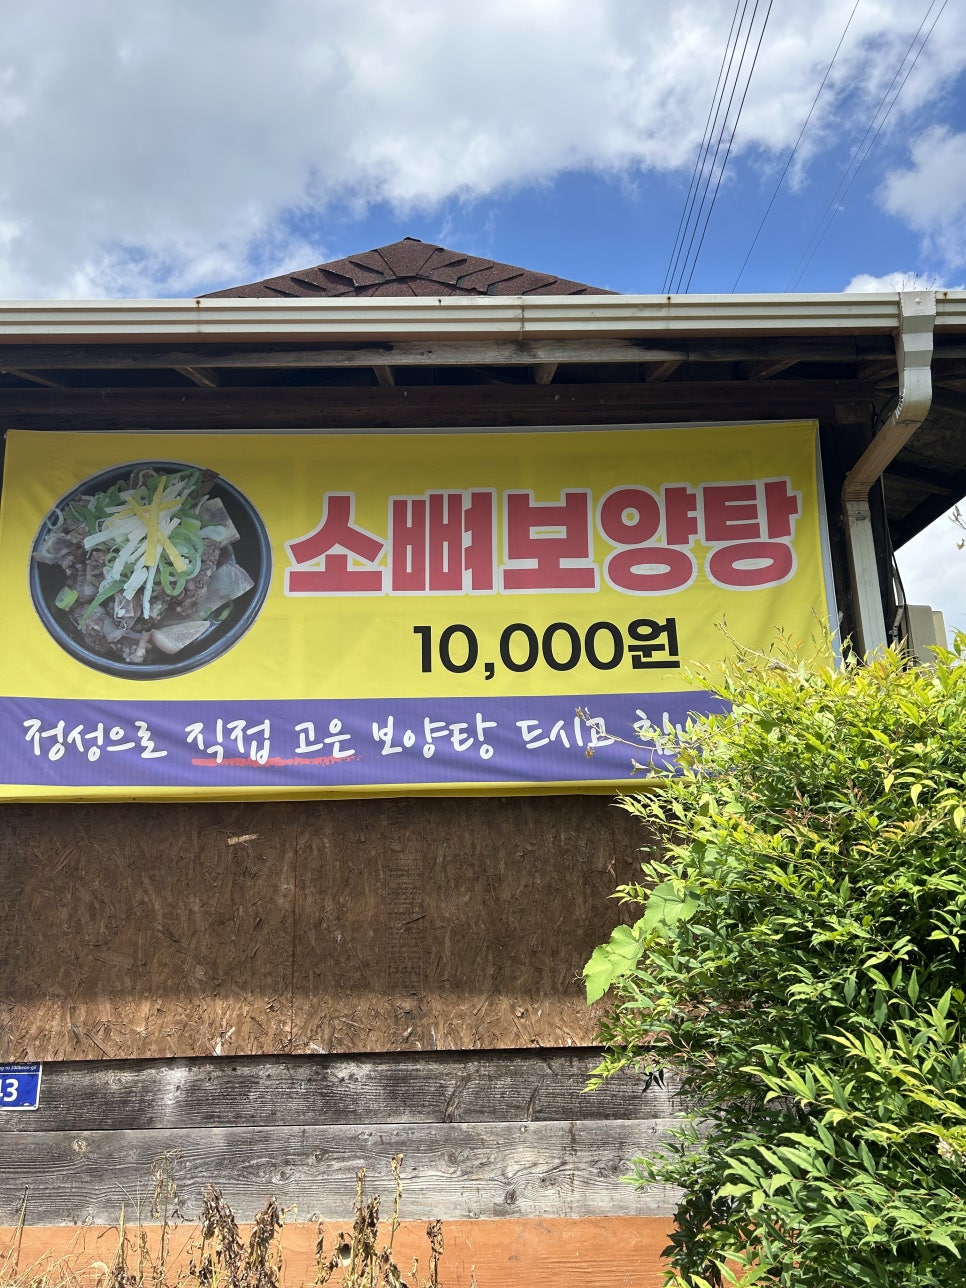 소뼈보양탕
10,000원
정성으로 직접 고은 보양탕 드시고
43